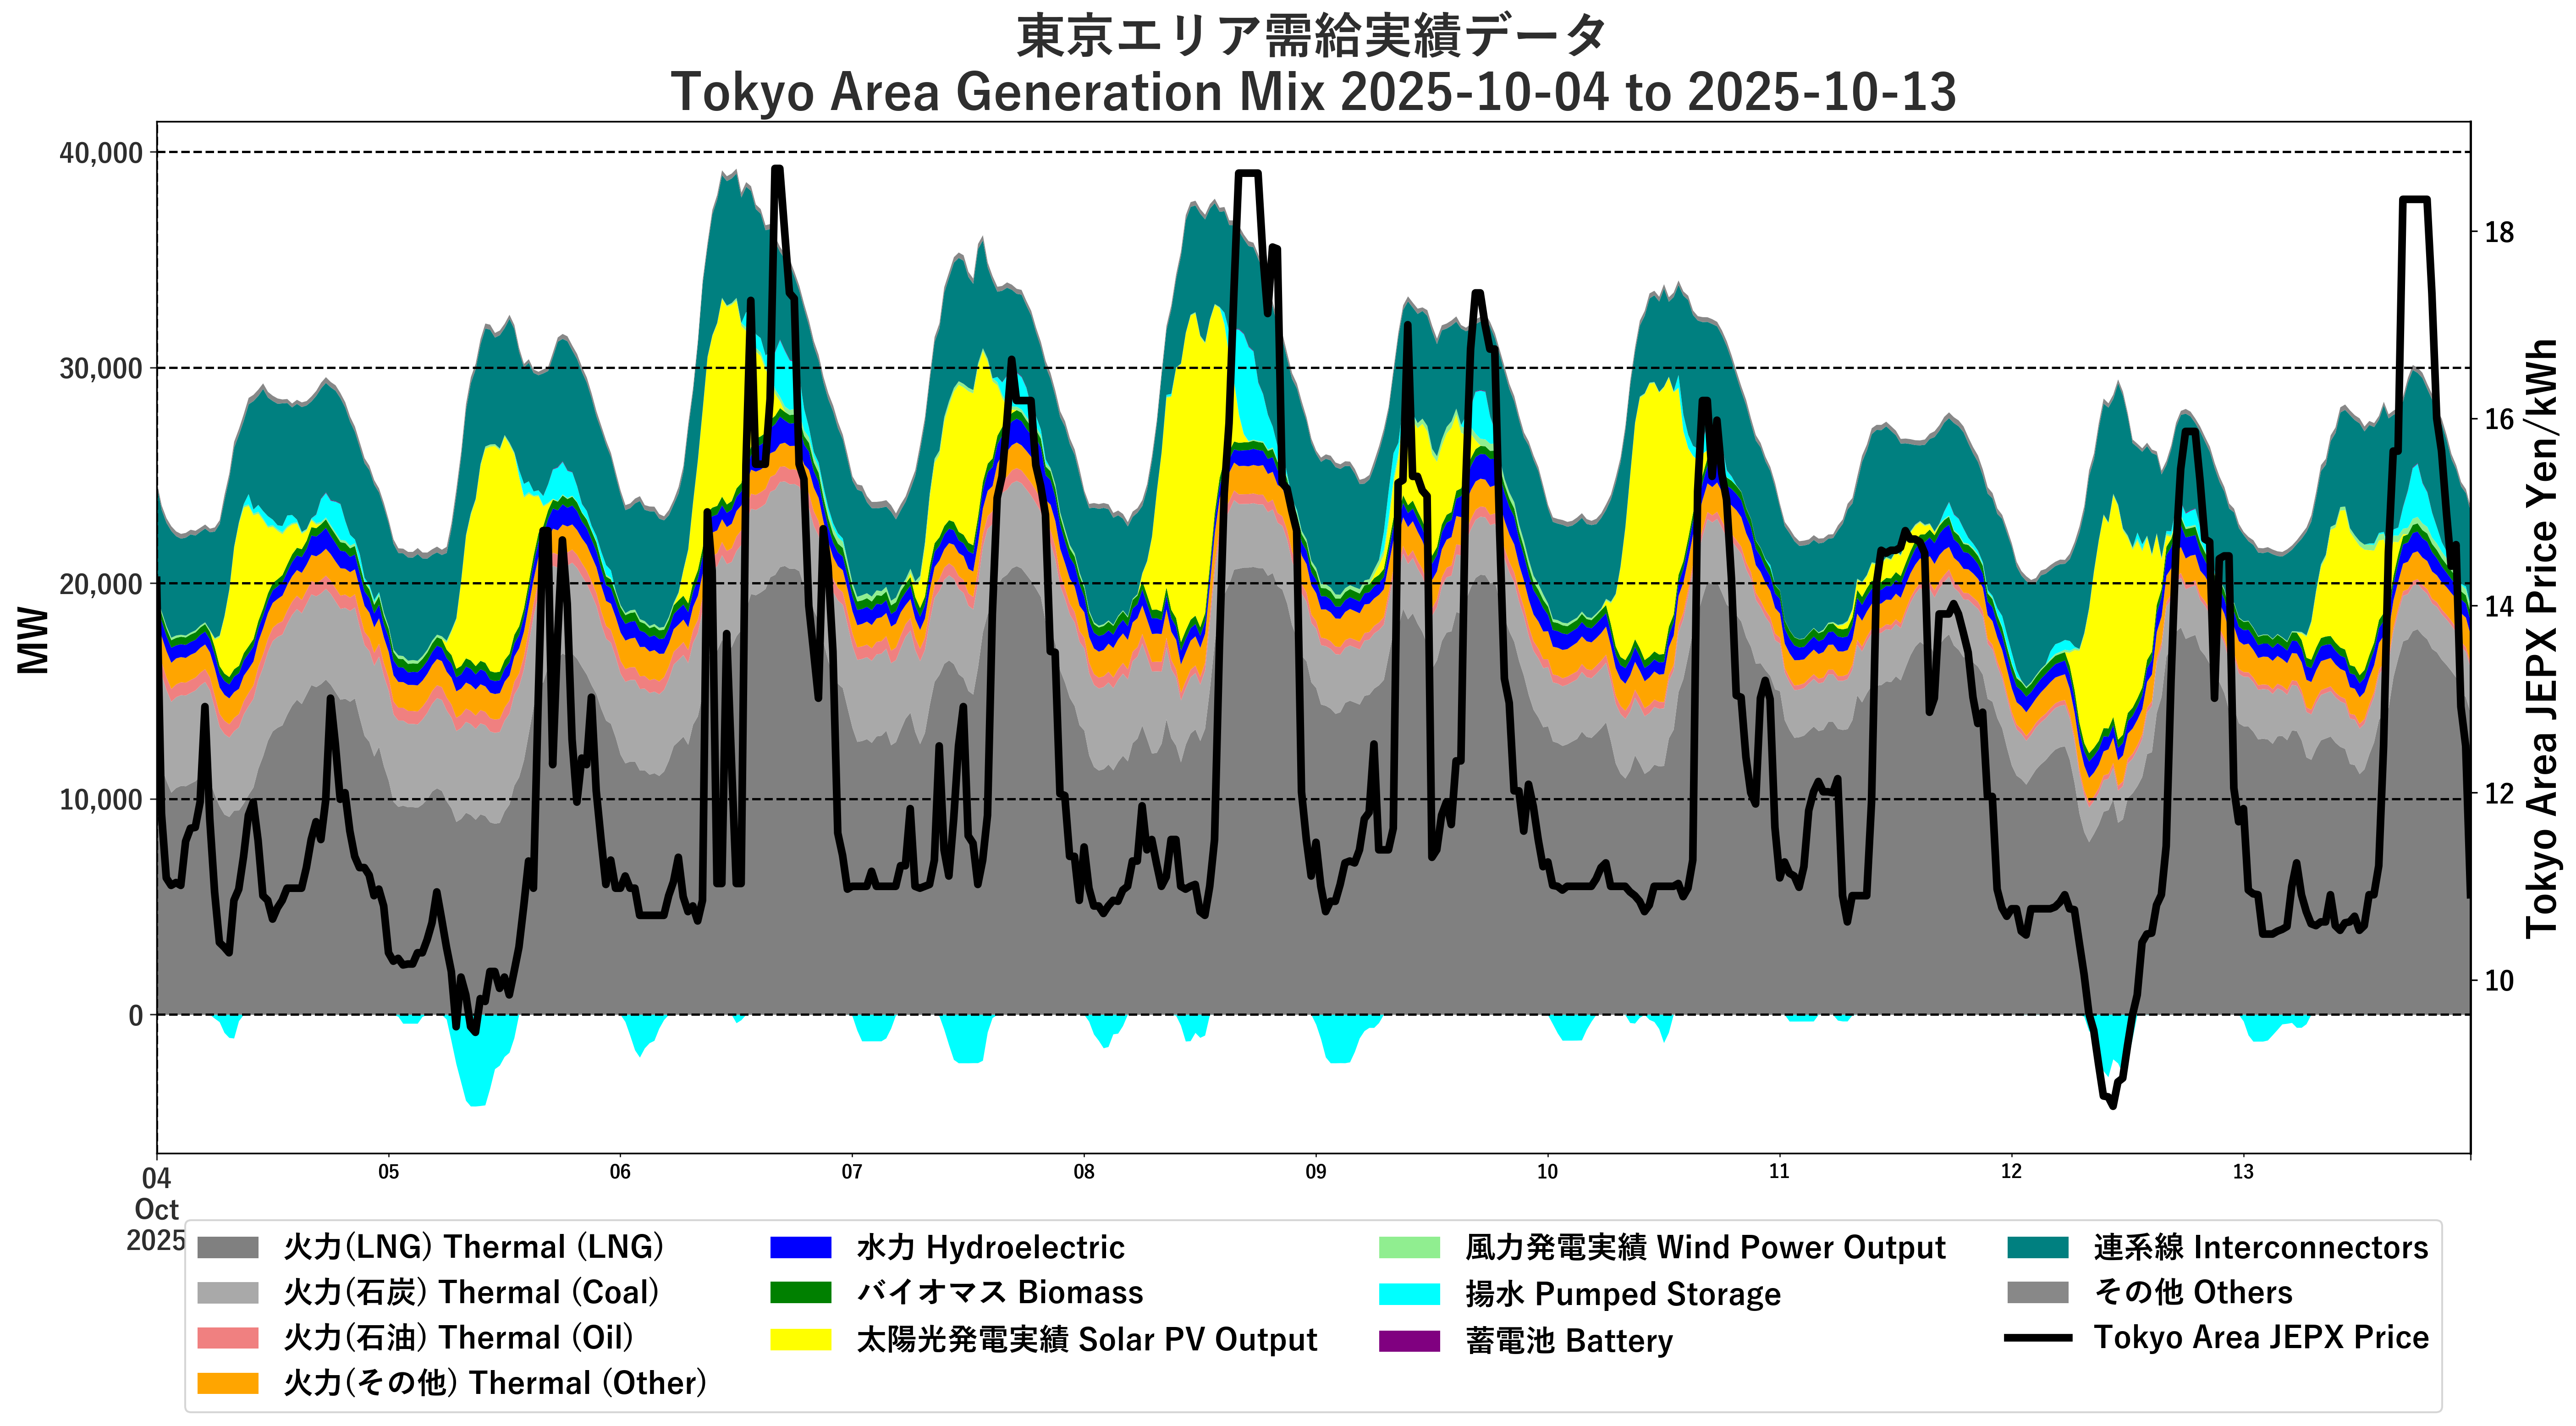 東京エリア需給実績データ
Tokyo Area Generation Mix 2025-10-04 to 2025-10-13
40,000
30,000
20,000
10,000
0
MW
18
16
14
12
10
Tokyo Area JEPX Price Yen/kWh
04 05 06 07 08 09 10 11 12 13
Oct
2025
火力(LNG) Thermal (LNG)
火力(石炭) Thermal (Coal)
火力(石油) Thermal (Oil)
火力(その他) Thermal (Other)
水力 Hydroelectric
バイオマス Biomass
太陽光発電実績 Solar PV Output
風力発電実績 Wind Power Output
揚水 Pumped Storage
蓄電池 Battery
連系線 Interconnectors
その他 Others
Tokyo Area JEPX Price